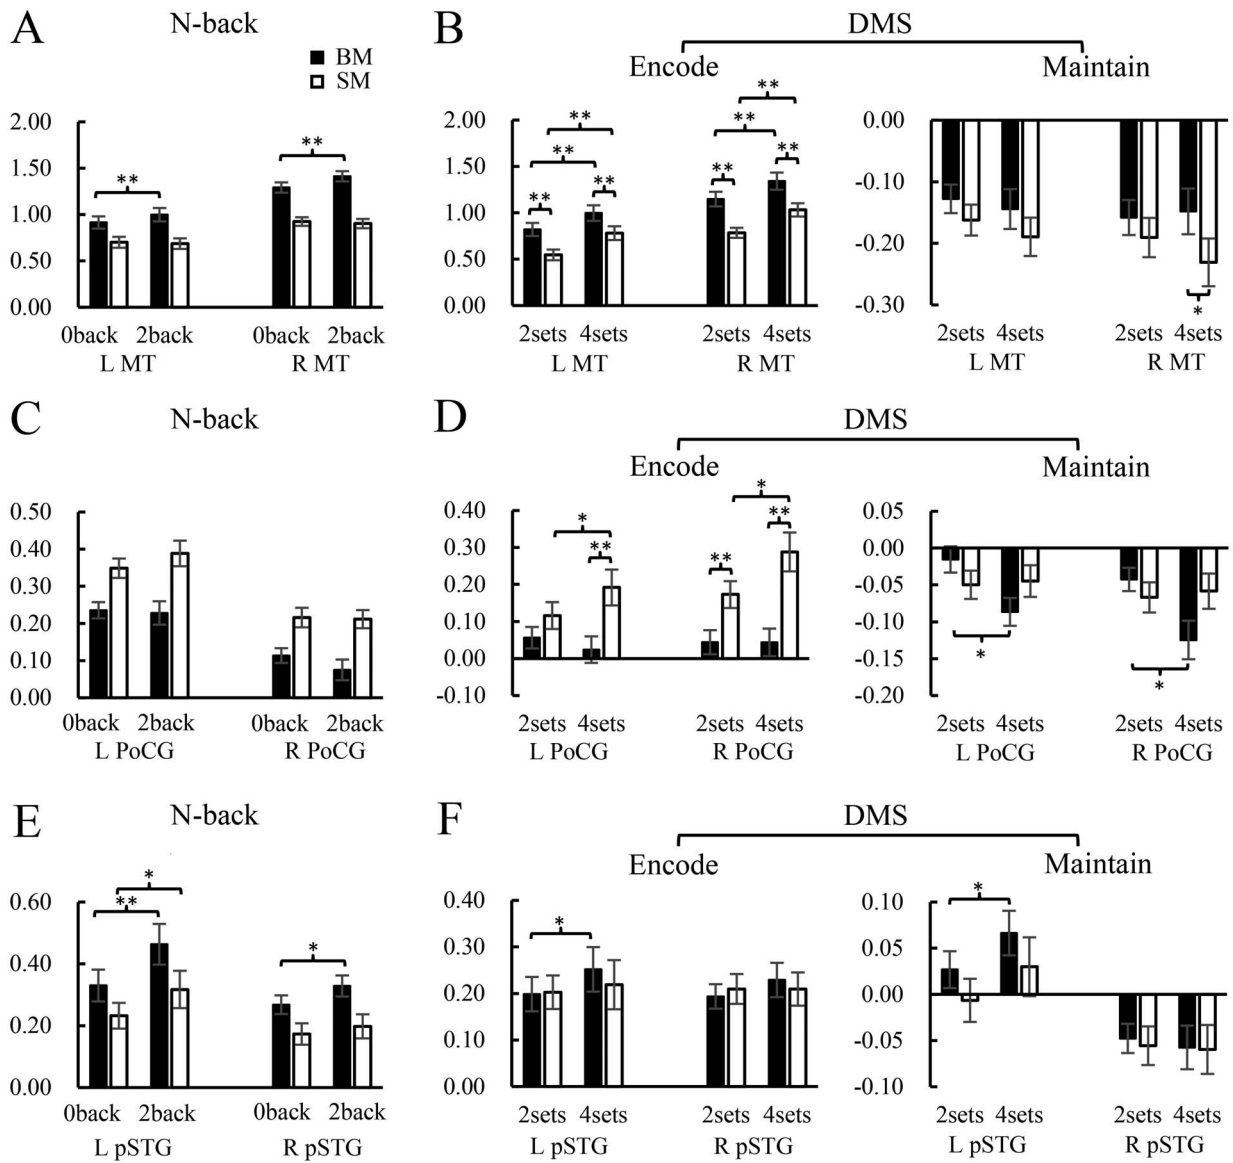 A
N-back
BM
SM
2.00
1.50
1.00
0.50
0.00
**
**
0back 2back 0back 2back
L MT R MT
B
DMS
Encode
Maintain
2.00
1.50
1.00
0.50
0.00
**
**
**
**
**
**
**
**
2sets 4sets 2sets 4sets
L MT R MT
0.00
-0.10
-0.20
-0.30
*
2sets 4sets 2sets 4sets
L MT R MT
C
N-back
0.50
0.40
0.30
0.20
0.10
0.00
0back 2back 0back 2back
L PoCG R PoCG
D
DMS
Encode
Maintain
0.40
0.30
0.20
0.10
0.00
-0.10
*
**
**
*
**
2sets 4sets 2sets 4sets
L PoCG R PoCG
0.05
0.00
-0.05
-0.10
-0.15
-0.20
*
*
2sets 4sets 2sets 4sets
L PoCG R PoCG
E
N-back
0.60
0.40
0.20
0.00
*
**
*
0back 2back 0back 2back
L pSTG R pSTG
F
DMS
Encode
Maintain
0.40
0.30
0.20
0.10
0.00
*
2sets 4sets 2sets 4sets
L pSTG R pSTG
0.10
0.05
0.00
-0.05
-0.10
*
2sets 4sets 2sets 4sets
L pSTG R pSTG